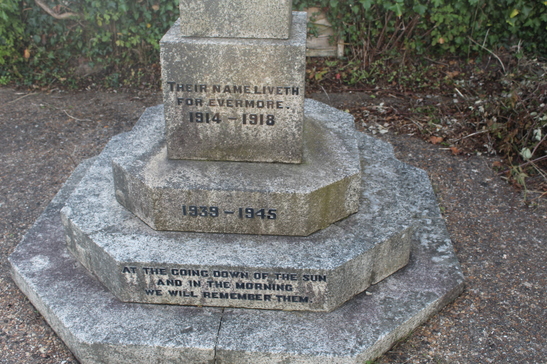 THEIR NAME LIVETH
FOR EVERMORE.
1914 – 1918
1939 – 1945
AT THE GOING DOWN OF THE SUN
AND IN THE MORNING
WE WILL REMEMBER THEM